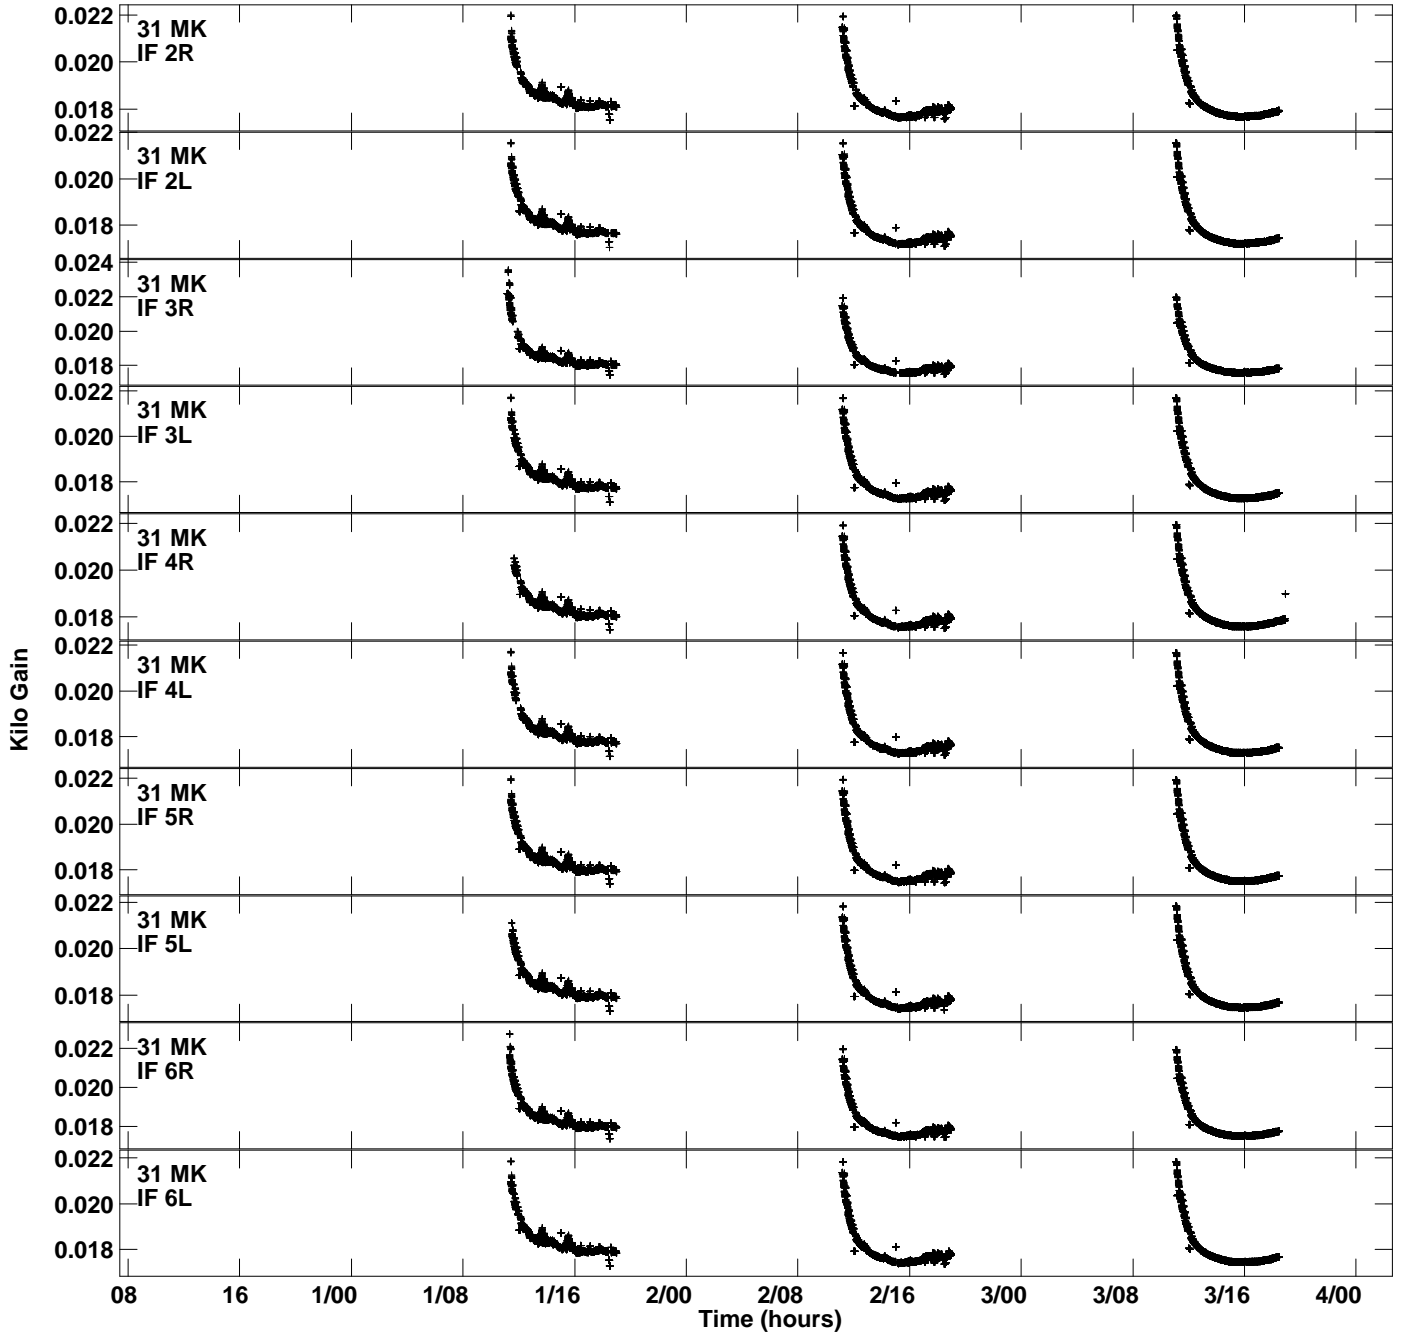 0.022
31 MK
IF 2R
0.020
0.018
0.022
31 MK
IF 2L
0.020
0.018
0.024
31 MK
IF 3R
0.022
0.020
0.018
0.022
31 MK
IF 3L
0.020
0.018
0.022
31 MK
IF 4R
0.020
0.018
0.022
31 MK
IF 4L
0.020
0.018
0.022
31 MK
IF 5R
0.020
0.018
0.022
31 MK
IF 5L
0.020
0.018
0.022
31 MK
IF 6R
0.020
0.018
0.022
31 MK
IF 6L
0.020
0.018
Kilo Gain
08 16 1/00 1/08 1/16 2/00 2/08 2/16 3/00 3/08 3/16 4/00
Time (hours)